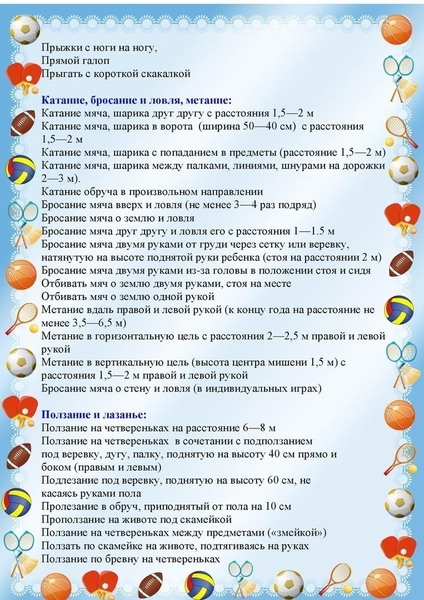 Прыжки с ноги на ногу,
Прямой галоп
Прыгать с короткой скакалкой
Катание, бросание и ловля, метание:
Катание мяча, шарика друг другу с расстояния 1,5—2 м
Катание мяча, шарика в ворота (ширина 50—40 см) с расстояния
1,5—2 м
Катание мяча, шарика с попаданием в предметы (расстояние 1,5—2 м)
Катание мяча, шарика между палками, линиями, шнурами на дорожки
2—3 м).
Катание обруча в произвольном направлении
Бросание мяча вверх и ловля (не менее 3—4 раз подряд)
Бросание мяча о землю и ловля
Бросание мяча друг другу и ловля его с расстояния 1—1.5 м
Бросание мяча двумя руками от груди через сетку или веревку,
натянутую на высоте поднятой руки ребенка (стоя на расстоянии 2 м)
Бросание мяча двумя руками из-за головы в положении стоя и сидя
Отбивать мяч о землю двумя руками, стоя на месте
Отбивать мяч о землю одной рукой
Метание вдаль правой и левой рукой (к концу года на расстояние не
менее 3,5—6,5 м)
Метание в горизонтальную цель с расстояния 2—2,5 м правой и левой
рукой
Метание в вертикальную цель (высота центра мишени 1,5 м) с
расстояния 1,5—2 м правой и левой рукой
Бросание мяча о стену и ловля (в индивидуальных играх)
Ползание и лазанье:
Ползание на четвереньках на расстояние 6—8 м
Ползание на четвереньках в сочетании с подползанием
под веревку, дугу, палку, поднятую на высоту 40 см прямо и
боком (правым и левым)
Подлезание под веревку, поднятую на высоту 60 см, не
касаясь руками пола
Пролезание в обруч, приподнятый от пола на 10 см
Проползание на животе под скамейкой
Ползание на четвереньках между предметами («змейкой»)
Ползать по скамейке на животе, подтягиваясь на руках
Ползание по бревну на четвереньках